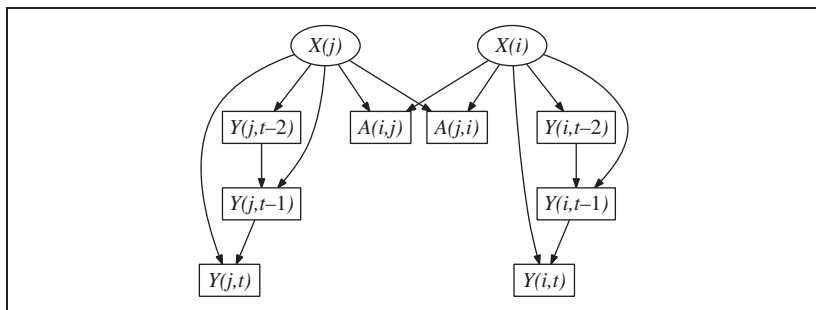 X(j) X(i)
Y(j,t–2) A(i,j) A(j,i) Y(i,t–2)
Y(j,t–1) Y(i,t–1)
Y(j,t) Y(i,t)